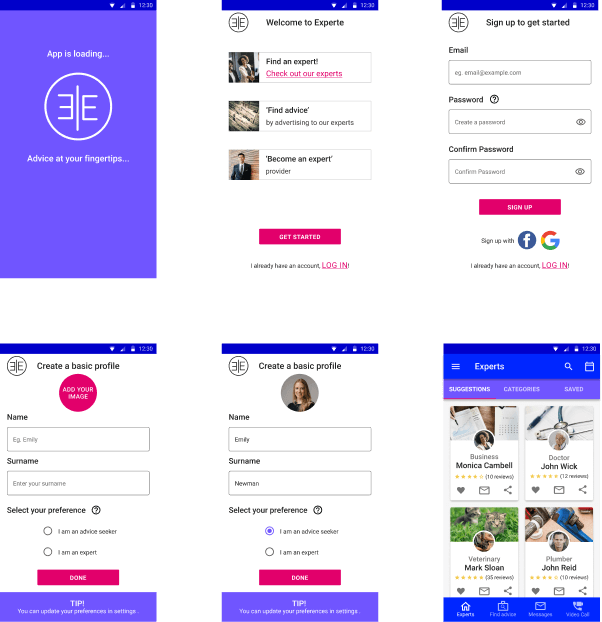 12:30
App is loading...
E|E
Advice at your fingertips...
12:30
E|E
Welcome to Experte
Find an expert!
Check out our experts
'Find advice'
by advertising to our experts
'Become an expert'
provider
GET STARTED
I already have an account, LOG IN!
12:30
E|E
Sign up to get started
Email
eg. email@example.com
Password ?
Create a password
Confirm Password
Confirm Password
SIGN UP
Sign up with f G
I already have an account, LOG IN!
12:30
E|E
Create a basic profile
ADD YOUR
IMAGE
Name
Eg. Emily
Surname
Enter your surname
Select your preference ?
I am an advice seeker
I am an expert
DONE
TIP!
You can update your preferences in settings.
12:30
E|E
Create a basic profile
Name
Emily
Surname
Newman
Select your preference ?
I am an advice seeker
I am an expert
DONE
TIP!
You can update your preferences in settings.
12:30
Experts
SUGGESTIONS CATEGORIES SAVED
Business
Monica Cambell
(10 reviews)
Doctor
John Wick
(12 reviews)
Veterinary
Mark Sloan
(35 reviews)
Plumber
John Reid
(10 reviews)
Experts Find advice Messages Video Call